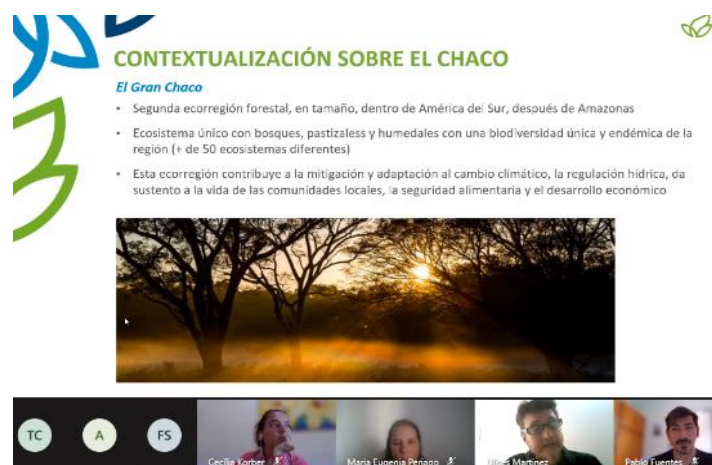 CONTEXTUALIZACIÓN SOBRE EL CHACO
El Gran Chaco
• Segunda ecorregión forestal, en tamaño, dentro de América del Sur, después de Amazonas
• Ecosistema único con bosques, pastizaless y humedales con una biodiversidad única y endémica de la
región (+ de 50 ecosistemas diferentes)
• Esta ecorregión contribuye a la mitigación y adaptación al cambio climático, la regulación hídrica, da
sustento a la vida de las comunidades locales, la seguridad alimentaria y el desarrollo económico
TC A FS
Cecilia Korber Maria Eugenia Periago Martinez Pablo Fuentes